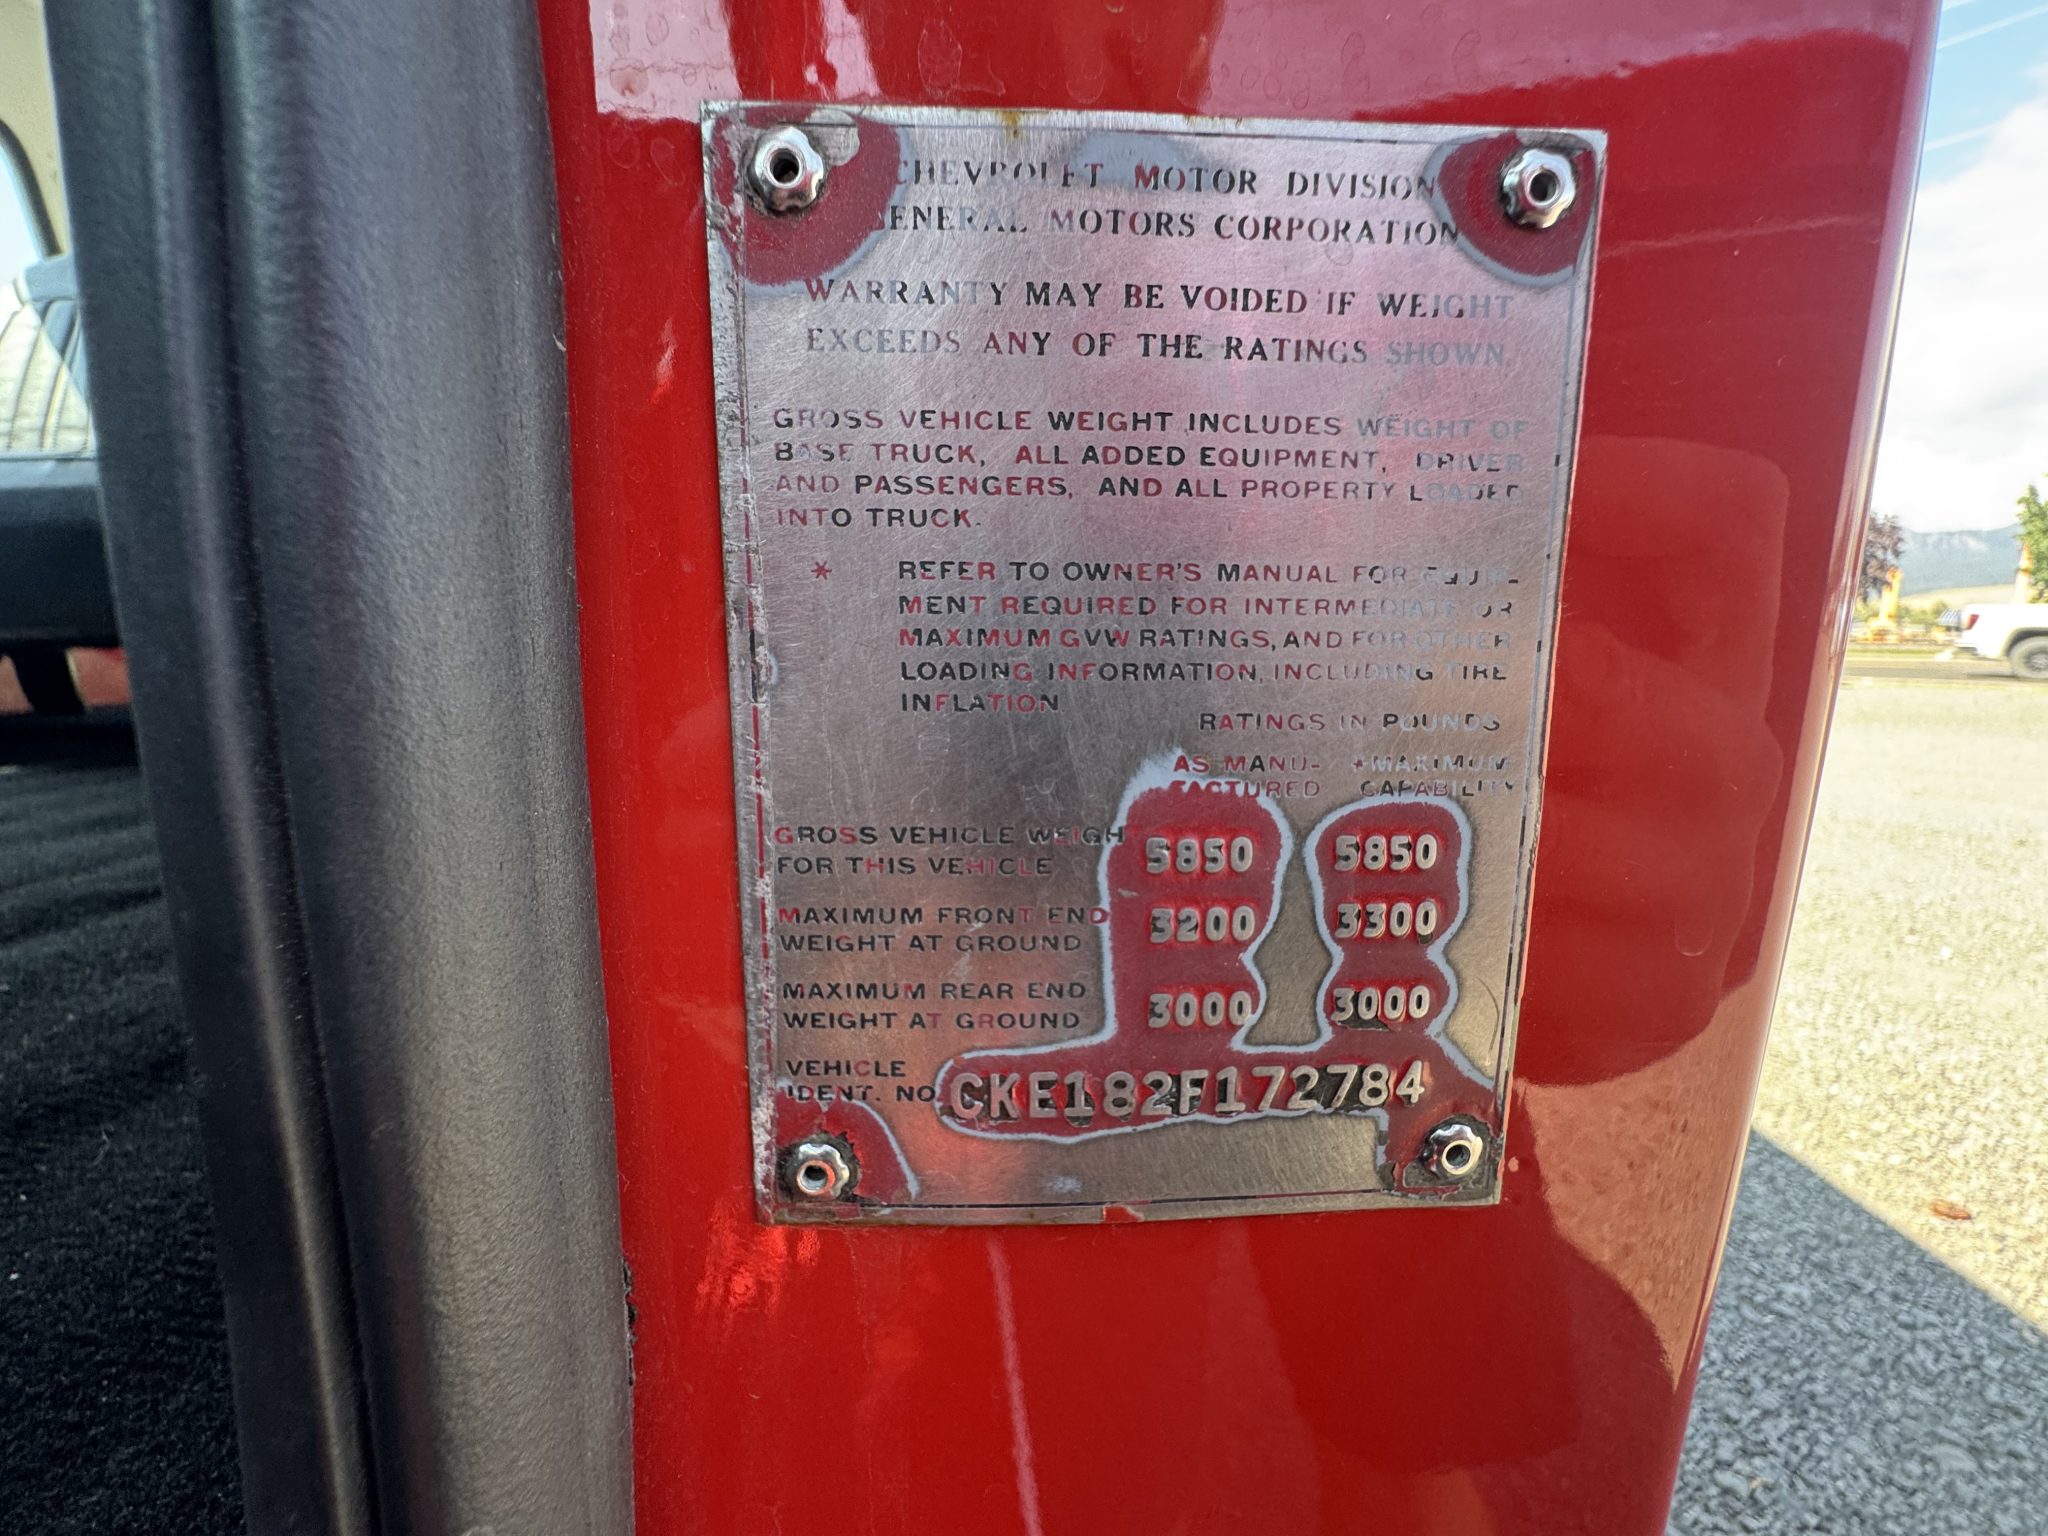 CHEVROLET MOTOR DIVISION
GENERAL MOTORS CORPORATION
WARRANTY MAY BE VOIDED IF WEIGHT
EXCEEDS ANY OF THE RATINGS SHOWN.
GROSS VEHICLE WEIGHT INCLUDES WEIGHT OF
BASE TRUCK, ALL ADDED EQUIPMENT, DRIVER
AND PASSENGERS, AND ALL PROPERTY LOADED
INTO TRUCK.
* REFER TO OWNER'S MANUAL FOR EQUIP-
MENT REQUIRED FOR INTERMEDIATE OR
MAXIMUM GVW RATINGS, AND FOR OTHER
LOADING INFORMATION, INCLUDING TIRE
INFLATION
RATINGS IN POUNDS
AS MANU- *MAXIMUM
FACTURED CAPABILITY
GROSS VEHICLE WEIGH
FOR THIS VEHICLE 5850 5850
MAXIMUM FRONT END
WEIGHT AT GROUND 3200 3300
MAXIMUM REAR END
WEIGHT AT GROUND 3000 3000
VEHICLE
IDENT. NO. CKE182F172784